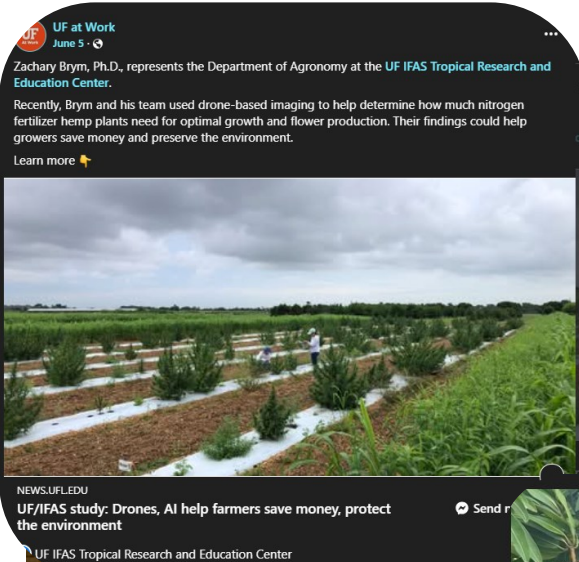 UF
At Work
UF at Work
June 5 ·
Zachary Brym, Ph.D., represents the Department of Agronomy at the UF IFAS Tropical Research and
Education Center.
Recently, Brym and his team used drone-based imaging to help determine how much nitrogen
fertilizer hemp plants need for optimal growth and flower production. Their findings could help
growers save money and preserve the environment.
Learn more 👇
NEWS.UFL.EDU
UF/IFAS study: Drones, AI help farmers save money, protect
the environment
Send
UF IFAS Tropical Research and Education Center